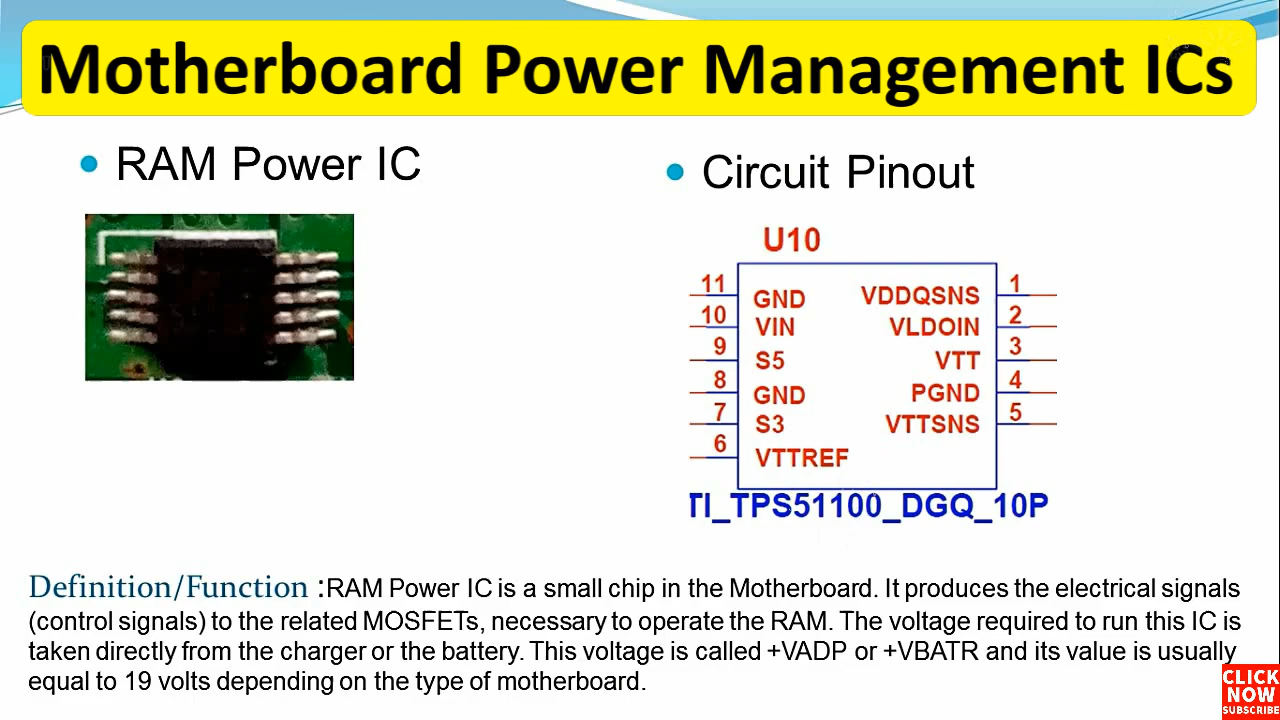 Motherboard Power Management ICs
• RAM Power IC
• Circuit Pinout
U10
11 GND VDDQSNS 1
10 VIN VLDOIN 2
9 S5 VTT 3
8 GND PGND 4
7 S3 VTTSNS 5
6 VTTREF
TI_TPS51100_DGQ_10P
Definition/Function :RAM Power IC is a small chip in the Motherboard. It produces the electrical signals
(control signals) to the related MOSFETs, necessary to operate the RAM. The voltage required to run this IC is
taken directly from the charger or the battery. This voltage is called +VADP or +VBATR and its value is usually
equal to 19 volts depending on the type of motherboard.
CLICK
NOW
SUBSCRIBE